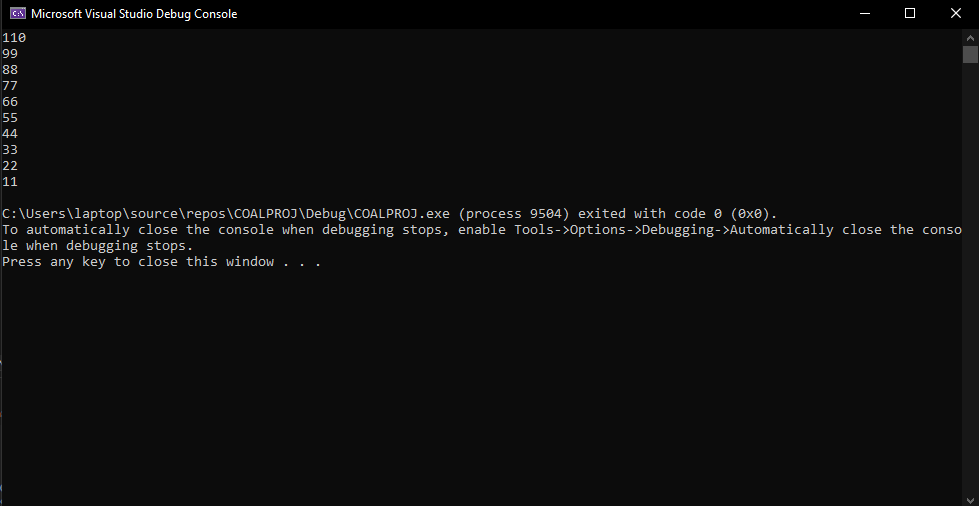 Microsoft Visual Studio Debug Console
110
99
88
77
66
55
44
33
22
11
C:\Users\laptop\source\repos\COALPROJ\Debug\COALPROJ.exe (process 9504) exited with code 0 (0x0).
To automatically close the console when debugging stops, enable Tools->Options->Debugging->Automatically close the conso
le when debugging stops.
Press any key to close this window . . .